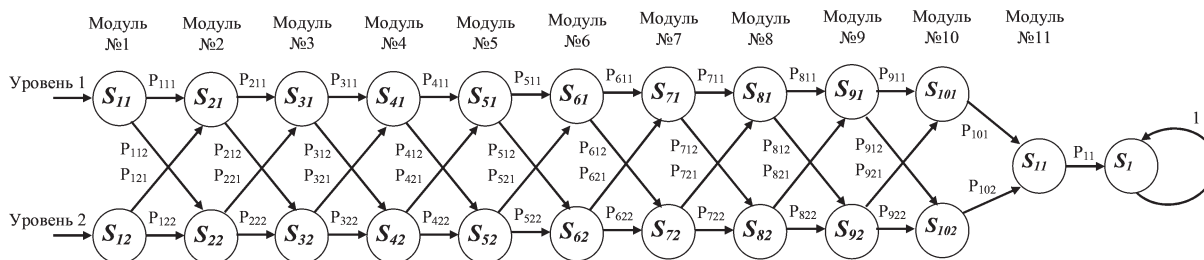 Модуль №1 Модуль №2 Модуль №3 Модуль №4 Модуль №5 Модуль №6 Модуль №7 Модуль №8 Модуль №9 Модуль №10 Модуль №11
Уровень 1 P111 P211 P311 P411 P511 P611 P711 P811 P911
S11 S21 S31 S41 S51 S61 S71 S81 S91 S101
P101 1
P112 P212 P312 P412 P512 P612 P712 P812 P912
S11 P11 S1
P121 P221 P321 P421 P521 P621 P721 P821 P921
P102
Уровень 2 P122 P222 P322 P422 P522 P622 P722 P822 P922
S12 S22 S32 S42 S52 S62 S72 S82 S92 S102